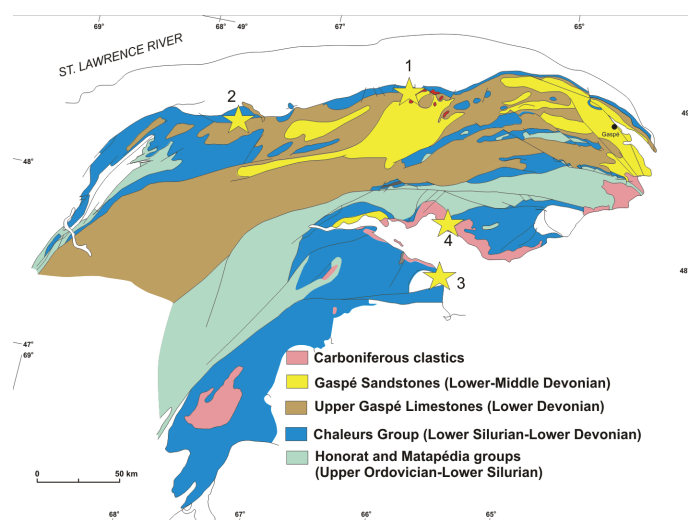 69°
68°
49°
67°
65°
ST. LAWRENCE RIVER
1
2
49
Gaspé
48°
4
48°
3
47°
69°
Carboniferous clastics
Gaspé Sandstones (Lower-Middle Devonian)
Upper Gaspé Limestones (Lower Devonian)
Chaleurs Group (Lower Silurian-Lower Devonian)
Honorat and Matapédia groups
(Upper Ordovician-Lower Silurian)
0
50 km
68°
67°
66°
65°